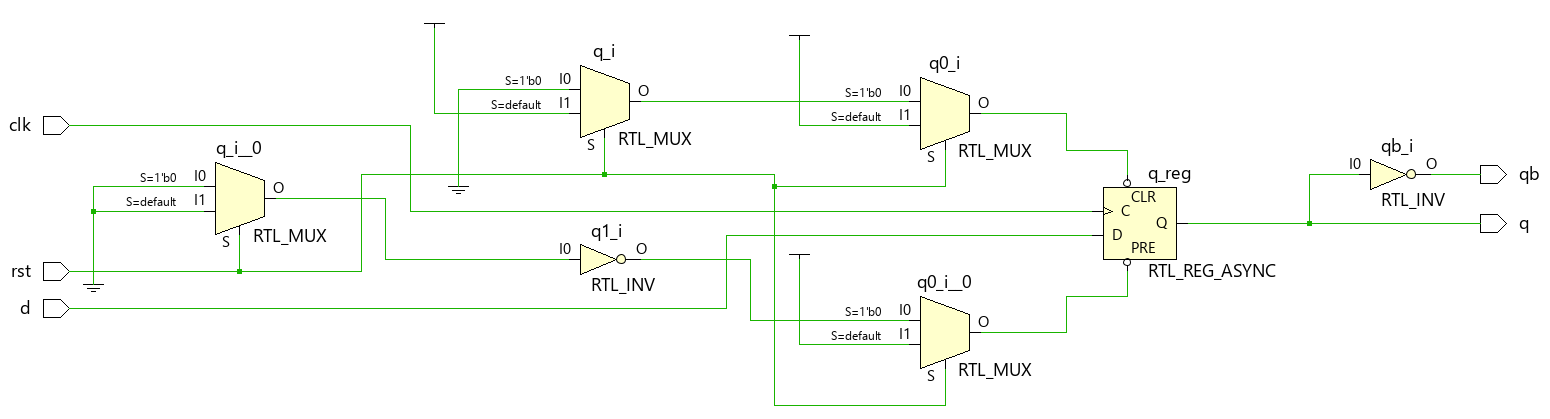 q_i
S=1'b0 I0
S=default I1
O
S
RTL_MUX
q0_i
S=1'b0 I0
S=default I1
O
S
RTL_MUX
clk
q_i__0
S=1'b0 I0
S=default I1
O
S
RTL_MUX
rst
d
q1_i
I0 O
RTL_INV
q0_i__0
S=1'b0 I0
S=default I1
O
S
RTL_MUX
q_reg
CLR
C
D
Q
PRE
RTL_REG_ASYNC
qb_i
I0 O
RTL_INV
qb
q